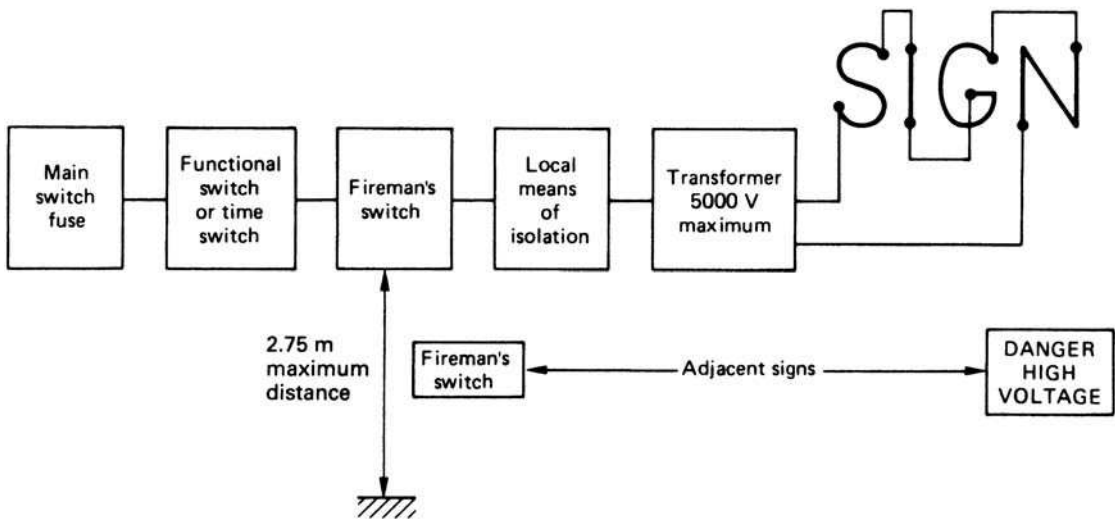 SIGN
Main
switch
fuse
Functional
switch
or time
switch
Fireman's
switch
Local
means
of
isolation
Transformer
5000 V
maximum
2.75 m
maximum
distance
Fireman's
switch
Adjacent signs
DANGER
HIGH
VOLTAGE